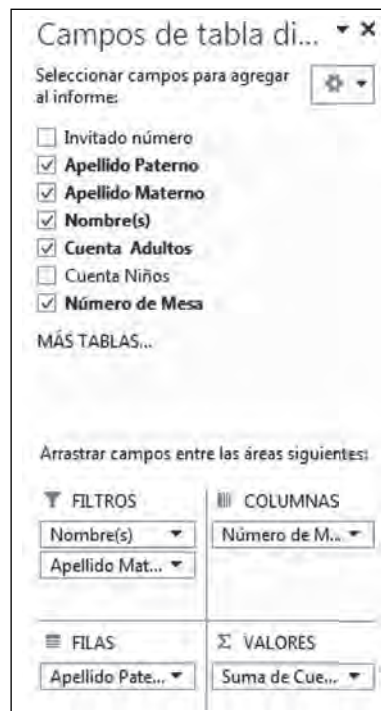 Campos de tabla di...
Seleccionar campos para agregar
al informe:
Invitado número
Apellido Paterno
Apellido Materno
Nombre(s)
Cuenta Adultos
Cuenta Niños
Número de Mesa
MÁS TABLAS...
Arrastrar campos entre las áreas siguientes:
FILTROS
Nombre(s)
Apellido Mat...
COLUMNAS
Número de M...
FILAS
Apellido Pate...
Σ VALORES
Suma de Cue...